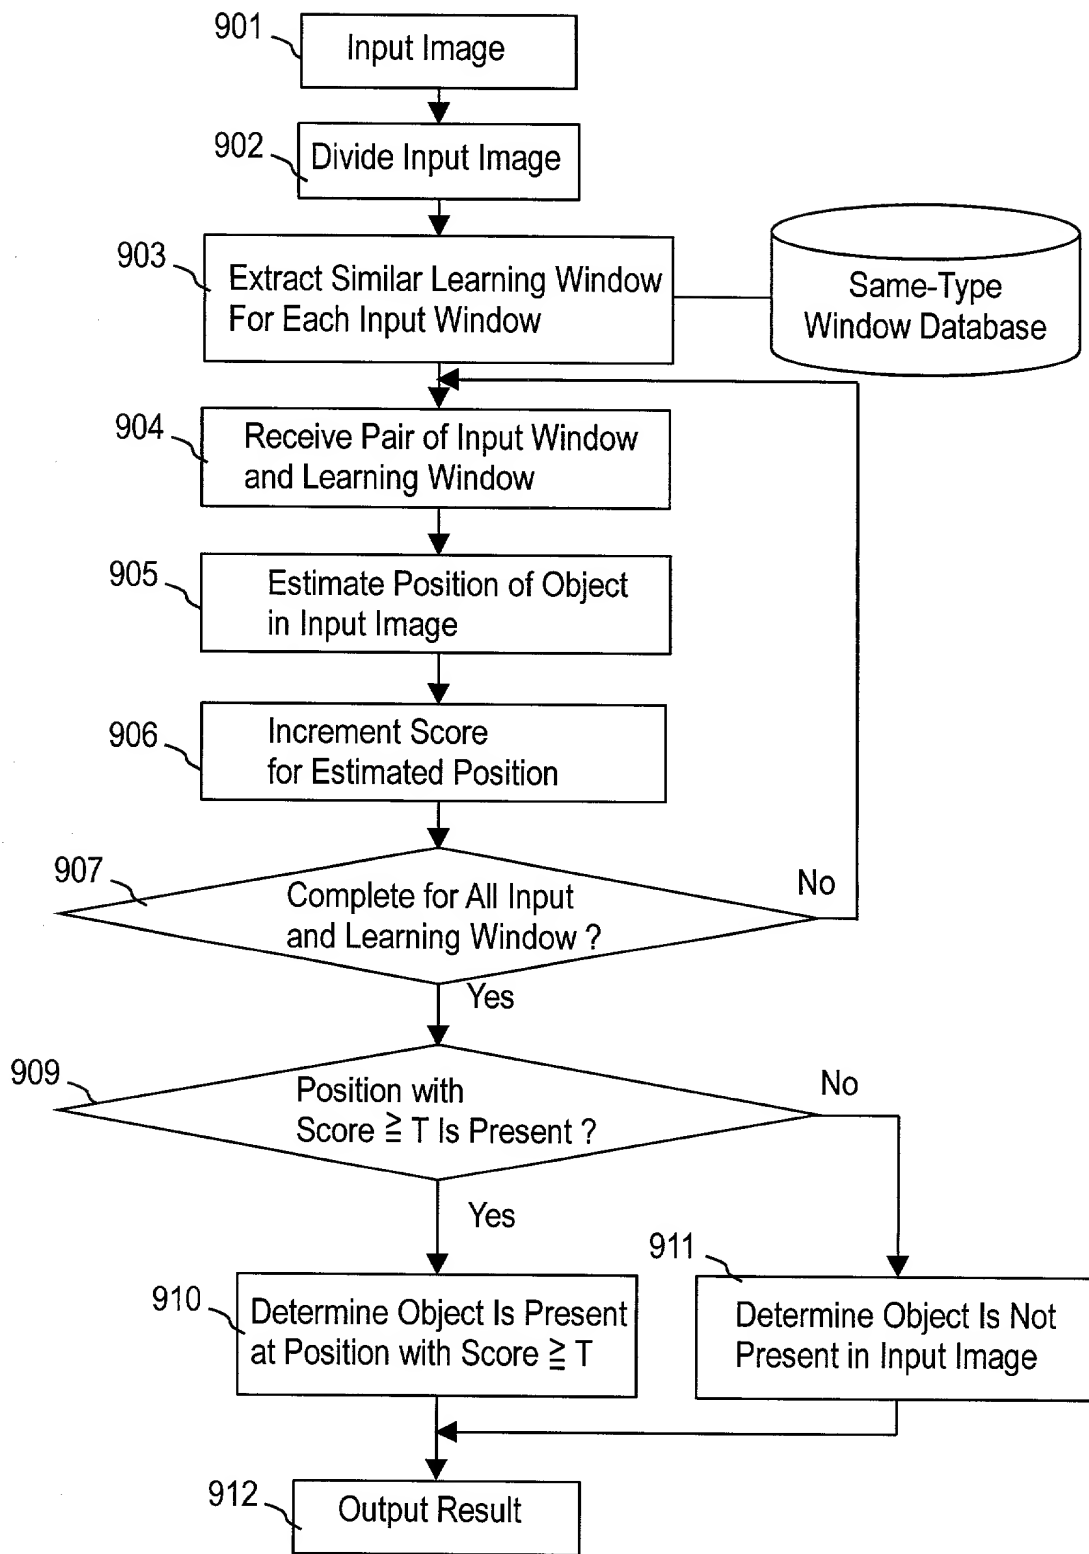 901
Input Image
902
Divide Input Image
903
Extract Similar Learning Window
For Each Input Window
Same-Type
Window Database
904
Receive Pair of Input Window
and Learning Window
905
Estimate Position of Object
in Input Image
906
Increment Score
for Estimated Position
907
Complete for All Input
and Learning Window ?
No
Yes
909
Position with
Score ≧ T Is Present ?
No
Yes
910
Determine Object Is Present
at Position with Score ≧ T
911
Determine Object Is Not
Present in Input Image
912
Output Result